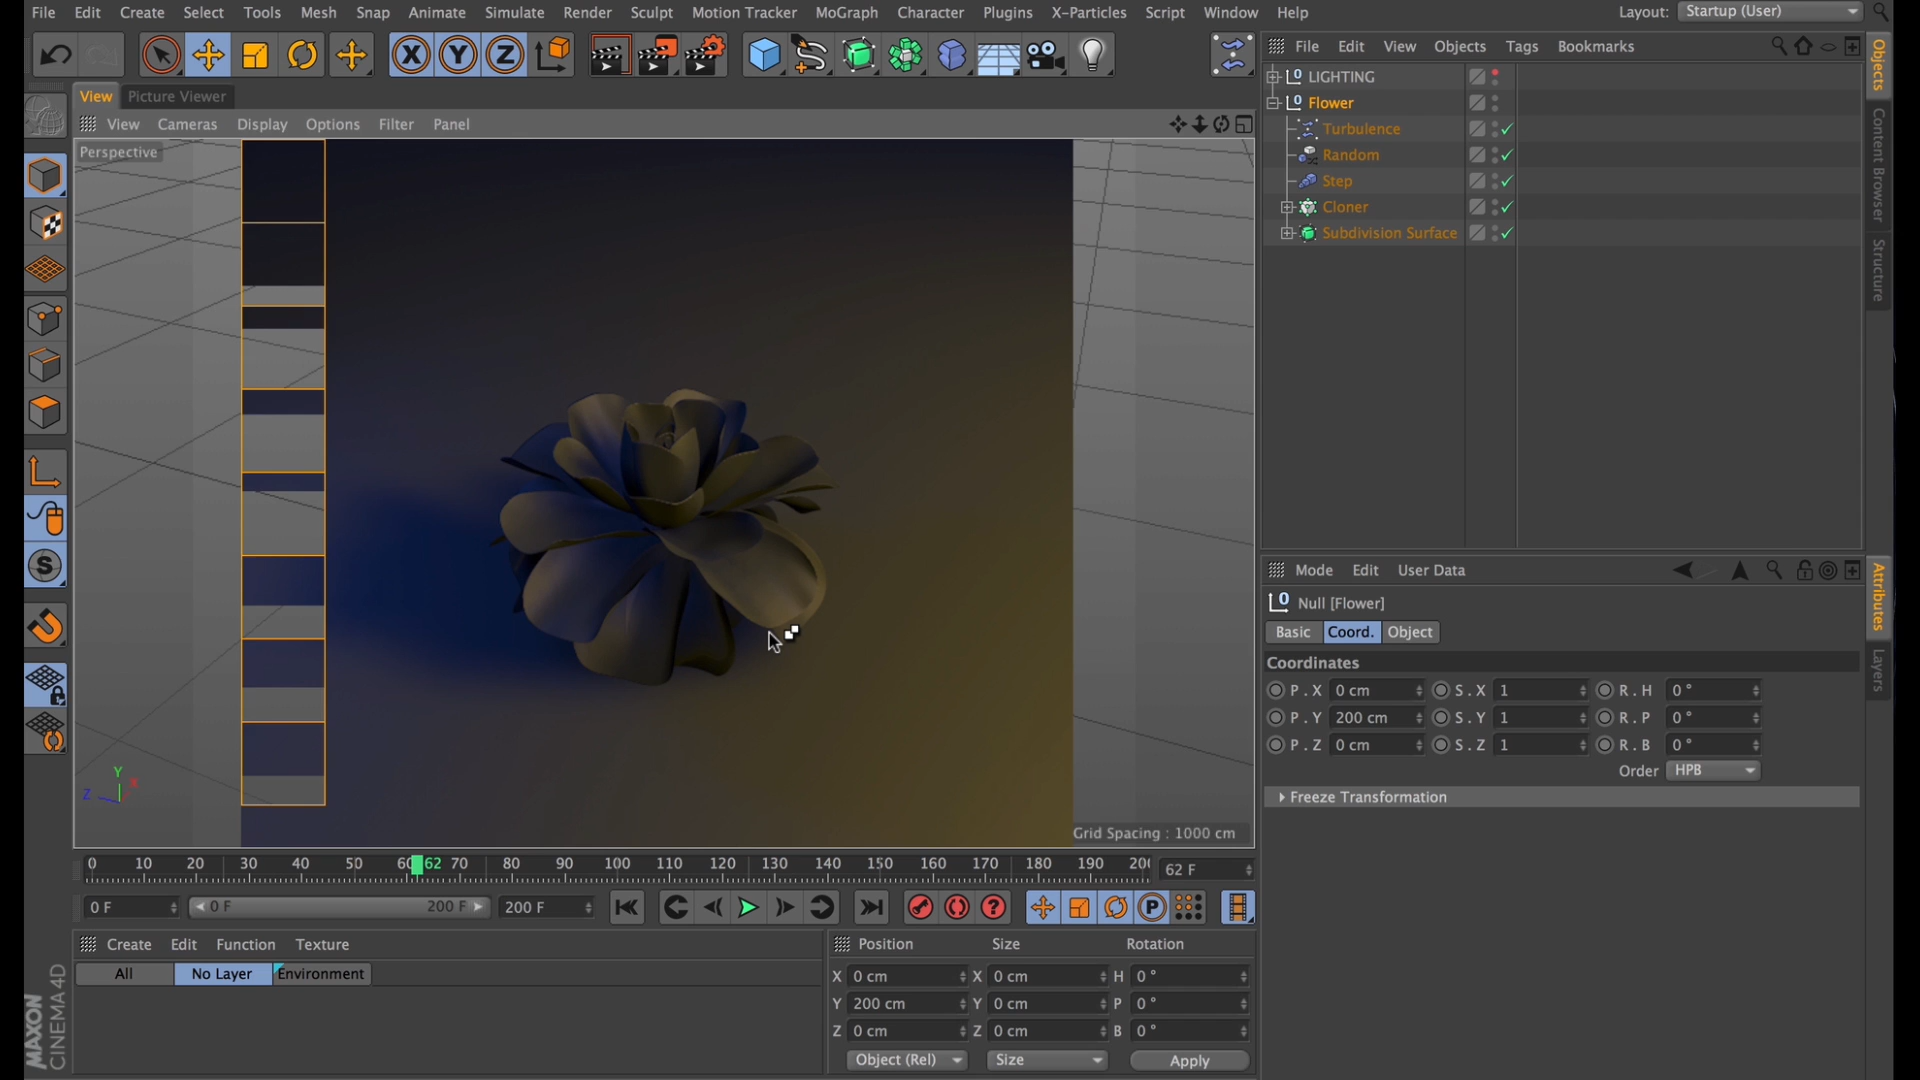 File Edit Create Select Tools Mesh Snap Animate Simulate Render Sculpt Motion Tracker MoGraph Character Plugins X-Particles Script Window Help Layout: Startup (User)
X Y Z
File Edit View Objects Tags Bookmarks
View Picture Viewer
View Cameras Display Options Filter Panel
Perspective
LIGHTING
Flower
Turbulence
Random
Step
Cloner
Subdivision Surface
Objects
Content Browser
Structure
Mode Edit User Data
Null [Flower]
Basic Coord. Object
Coordinates
P . X 0 cm S . X 1 R . H 0 °
P . Y 200 cm S . Y 1 R . P 0 °
P . Z 0 cm S . Z 1 R . B 0 °
Order HPB
Freeze Transformation
Attributes
Layers
Y
X
Z
Grid Spacing : 1000 cm
0 10 20 30 40 50 60 62 70 80 90 100 110 120 130 140 150 160 170 180 190 200 62 F
0 F 0 F 200 F 200 F
Create Edit Function Texture
All No Layer Environment
Position Size Rotation
X 0 cm X 0 cm H 0 °
Y 200 cm Y 0 cm P 0 °
Z 0 cm Z 0 cm B 0 °
Object (Rel) Size Apply
MAXON
CINEMA 4D